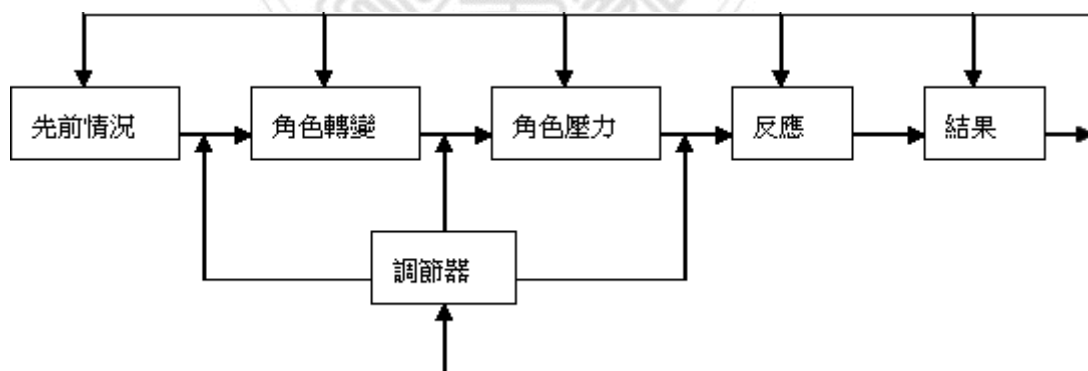 先前情況
角色轉變
角色壓力
反應
結果
調節器